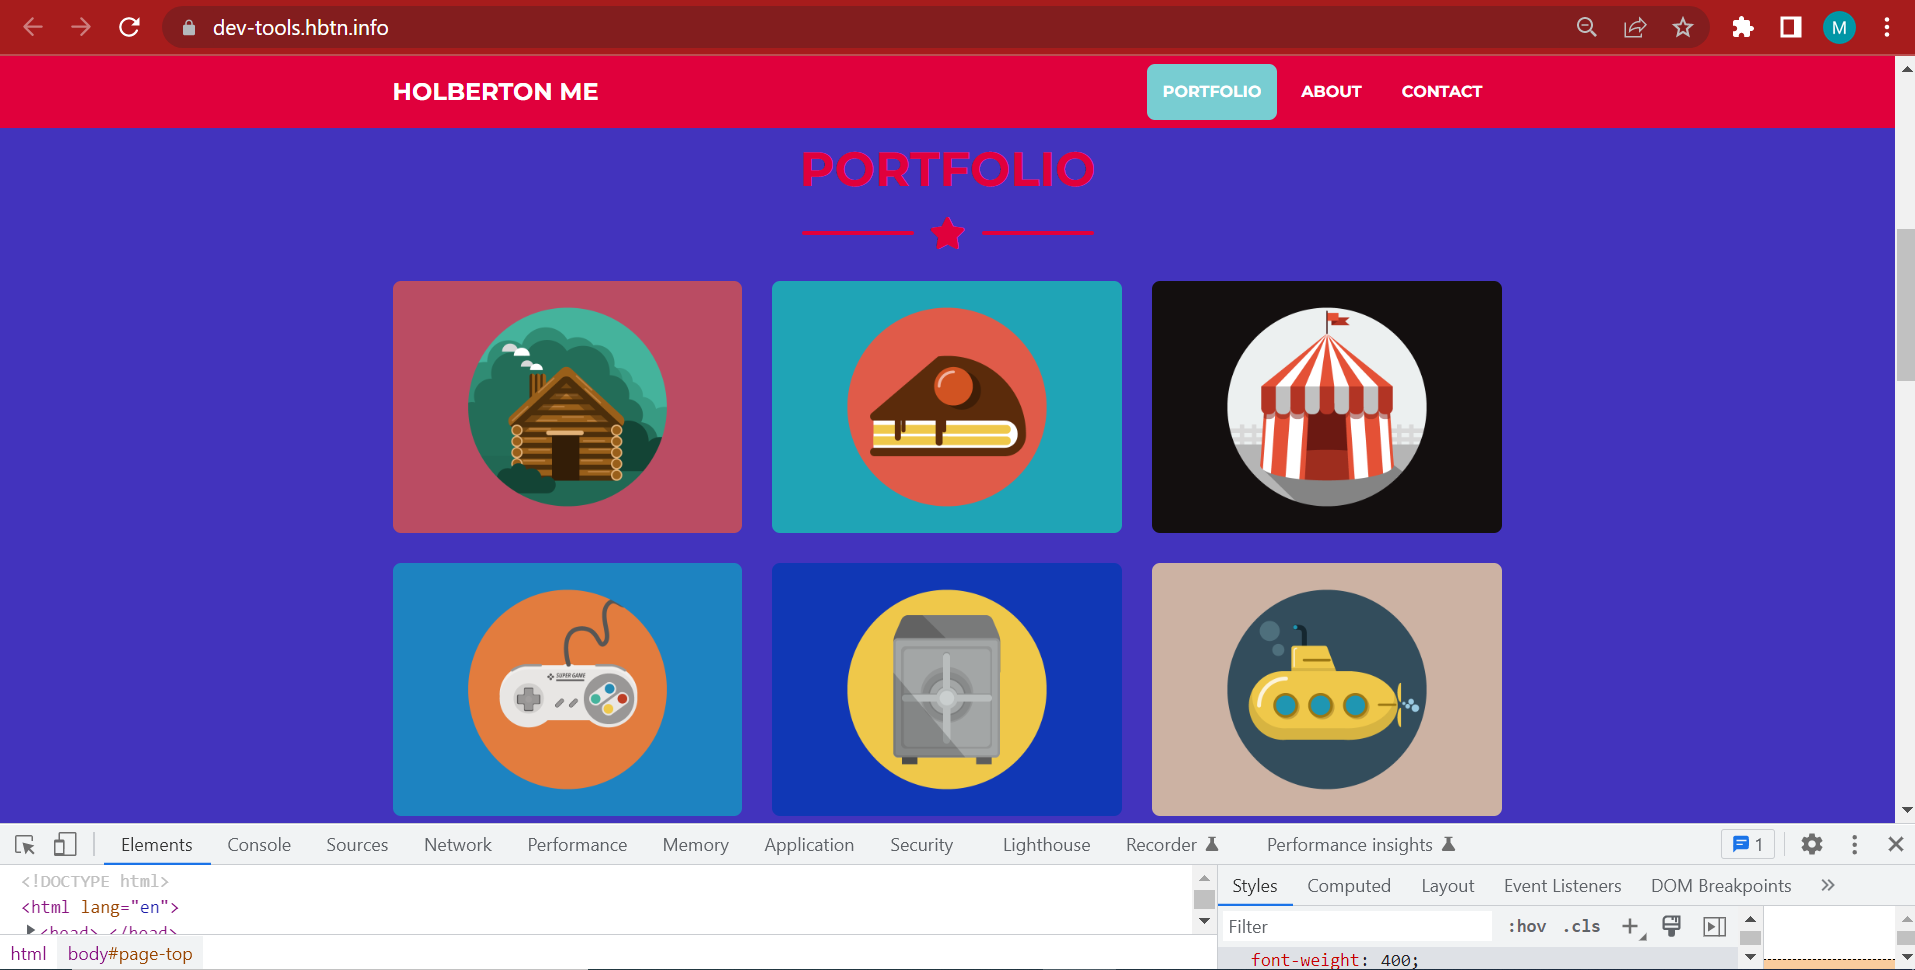 dev-tools.hbtn.info
M
HOLBERTON ME
PORTFOLIO ABOUT CONTACT
PORTFOLIO
SUPER GAME
Elements Console Sources Network Performance Memory Application Security Lighthouse Recorder Performance insights 1
<!DOCTYPE html>
<html lang="en">
<head> </head>
html body#page-top
Styles Computed Layout Event Listeners DOM Breakpoints »
Filter :hov .cls +
font-weight: 400;